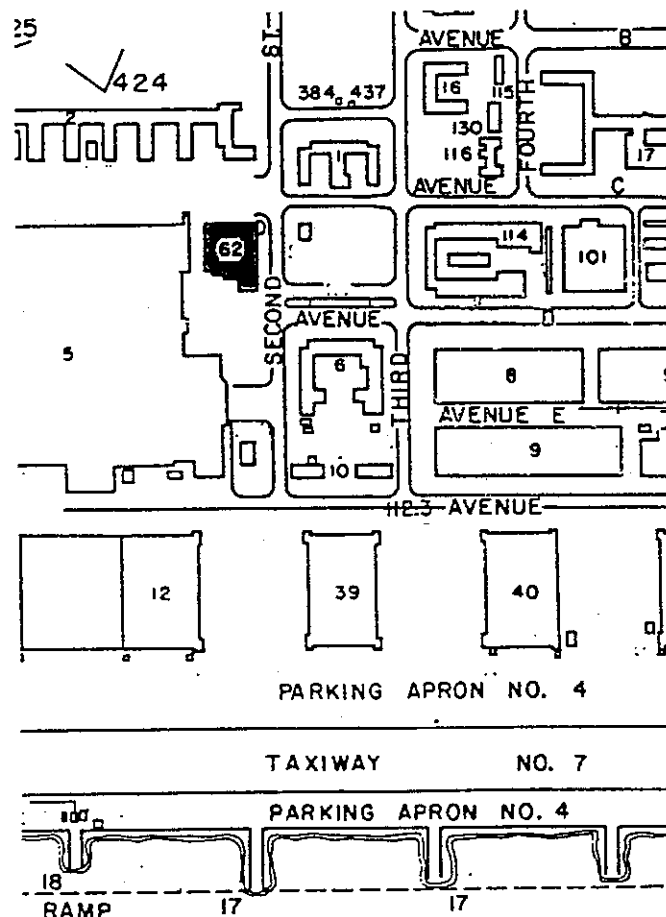 25
424
2
ST.
384 437
AVENUE B
16
115
130
116
FOURTH
17
1
AVENUE C
62
114
101
SECOND
AVENUE
5
6
THIRD
8
AVENUE E
9
10
112.3 AVENUE
12
39
40
PARKING APRON NO. 4
TAXIWAY NO. 7
PARKING APRON NO. 4
18
17
17
RAMP